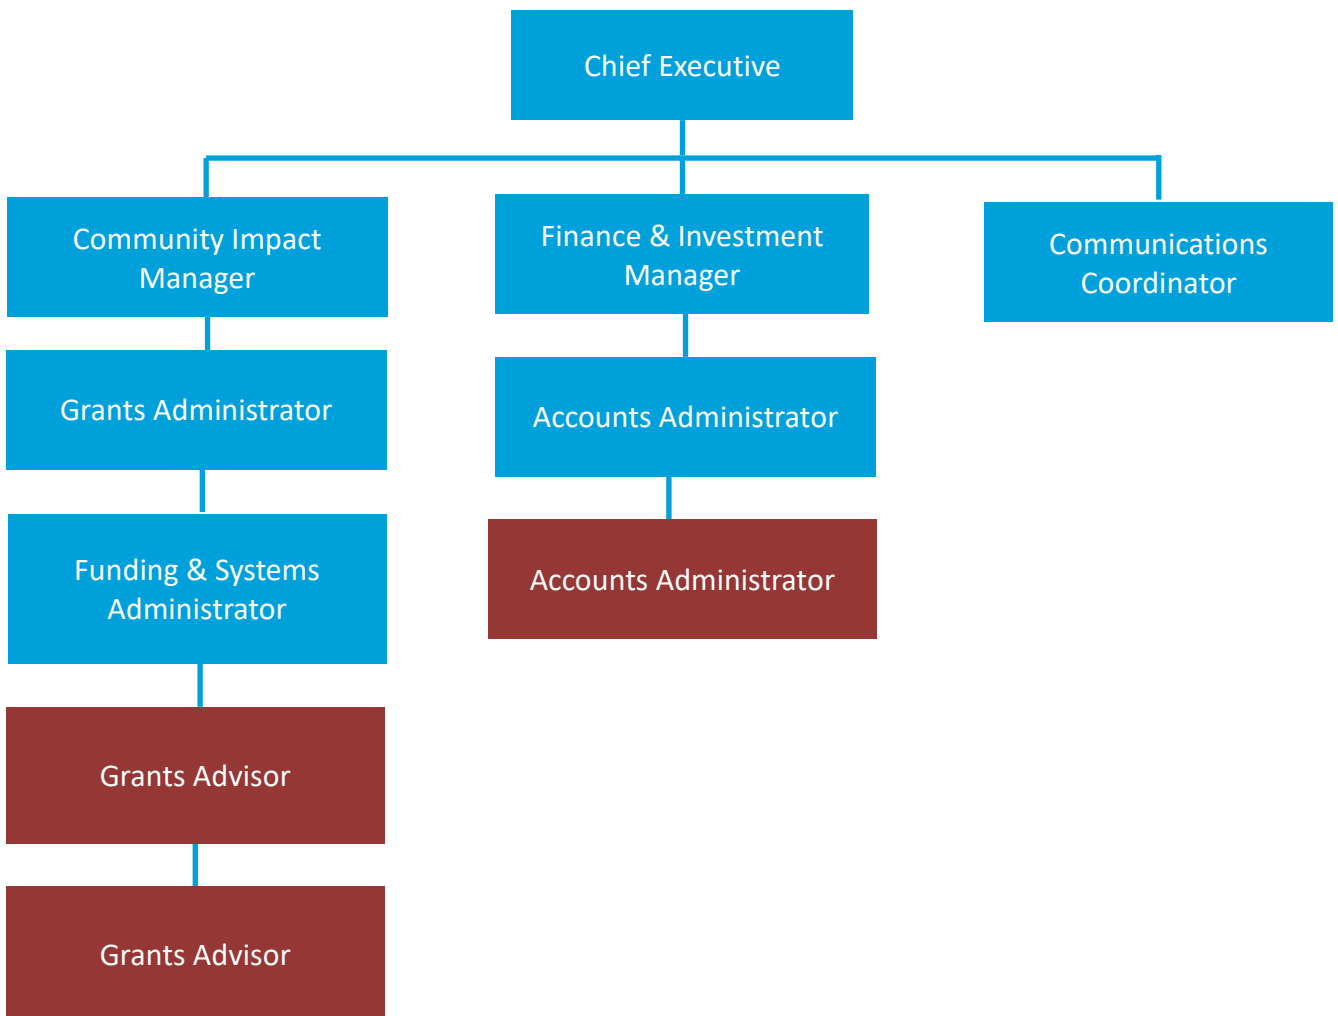 Chief Executive
Community Impact
Manager
Finance & Investment
Manager
Communications
Coordinator
Grants Administrator
Accounts Administrator
Funding & Systems
Administrator
Accounts Administrator
Grants Advisor
Grants Advisor